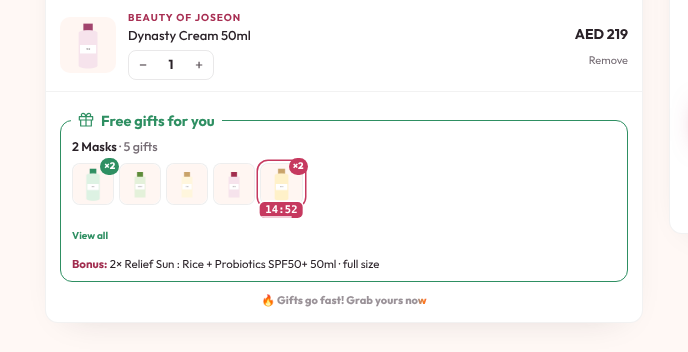 BEAUTY OF JOSEON
Dynasty Cream 50ml
AED 219
− 1 +
Remove
Free gifts for you
2 Masks · 5 gifts
×2
×2
14:52
View all
Bonus: 2× Relief Sun : Rice + Probiotics SPF50+ 50ml · full size
🔥 Gifts go fast! Grab yours now